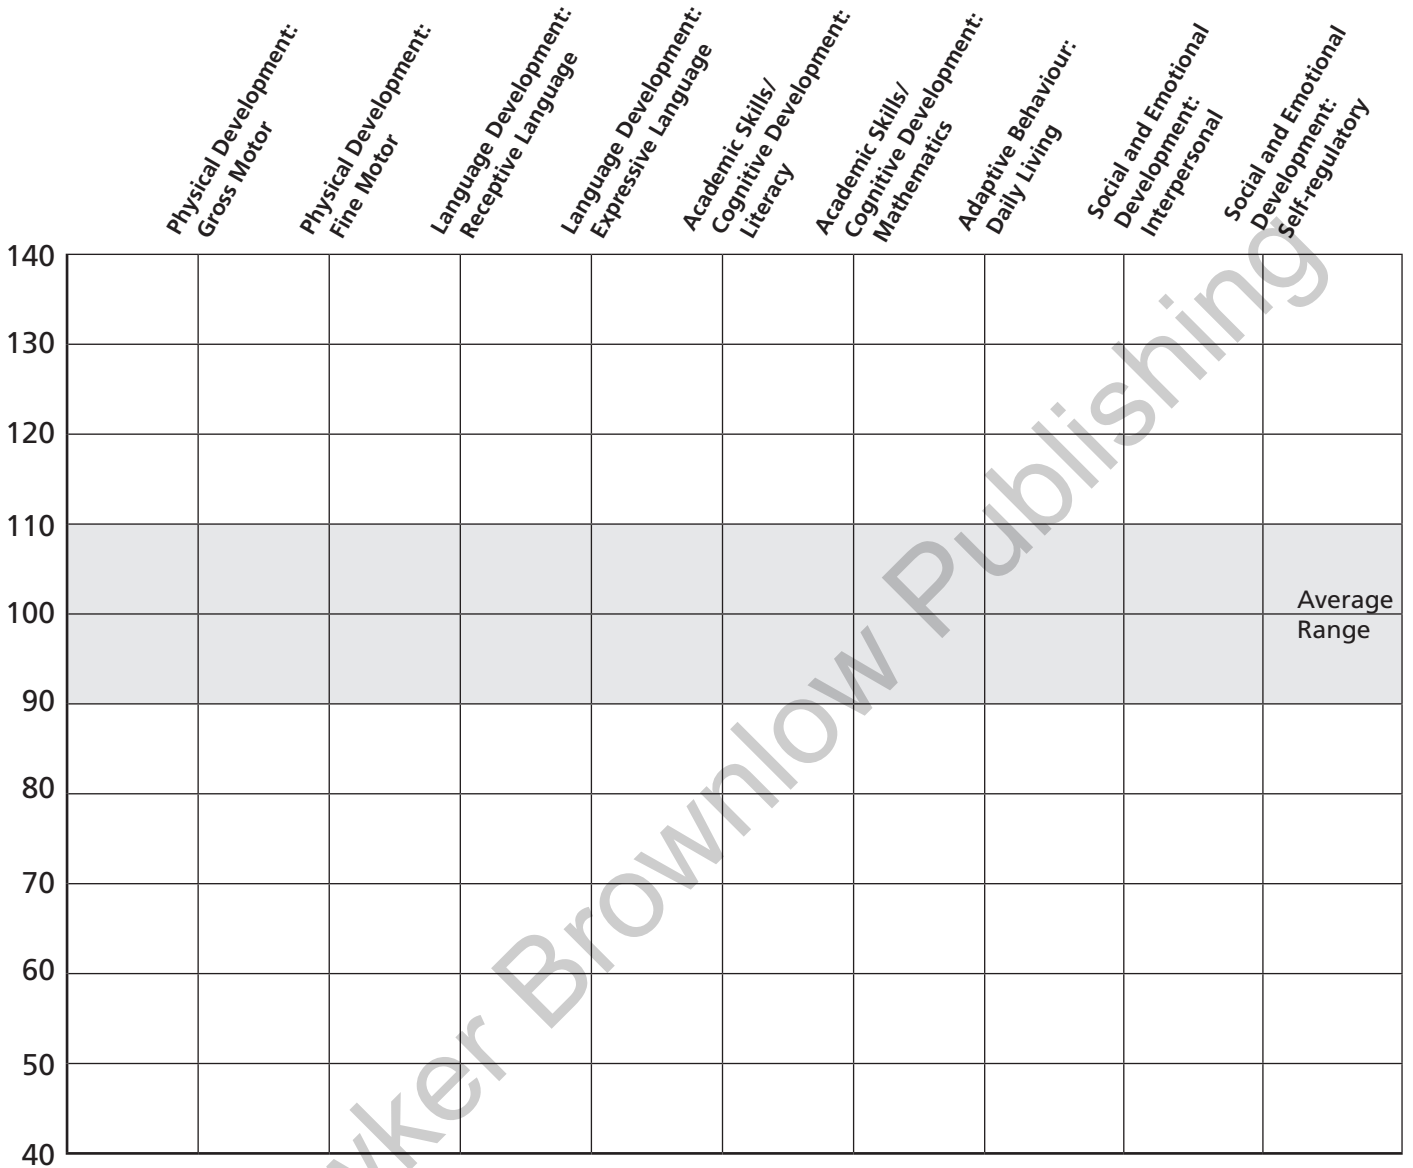 Physical Development:
Gross Motor
Physical Development:
Fine Motor
Language Development:
Receptive Language
Language Development:
Expressive Language
Academic Skills/
Cognitive Development:
Literacy
Academic Skills/
Cognitive Development:
Mathematics
Adaptive Behaviour:
Daily Living
Social and Emotional
Development:
Interpersonal
Social and Emotional
Development:
Self-regulatory
140
130
120
110
100
90
80
70
60
50
40
Average
Range
Brownlow Publishing